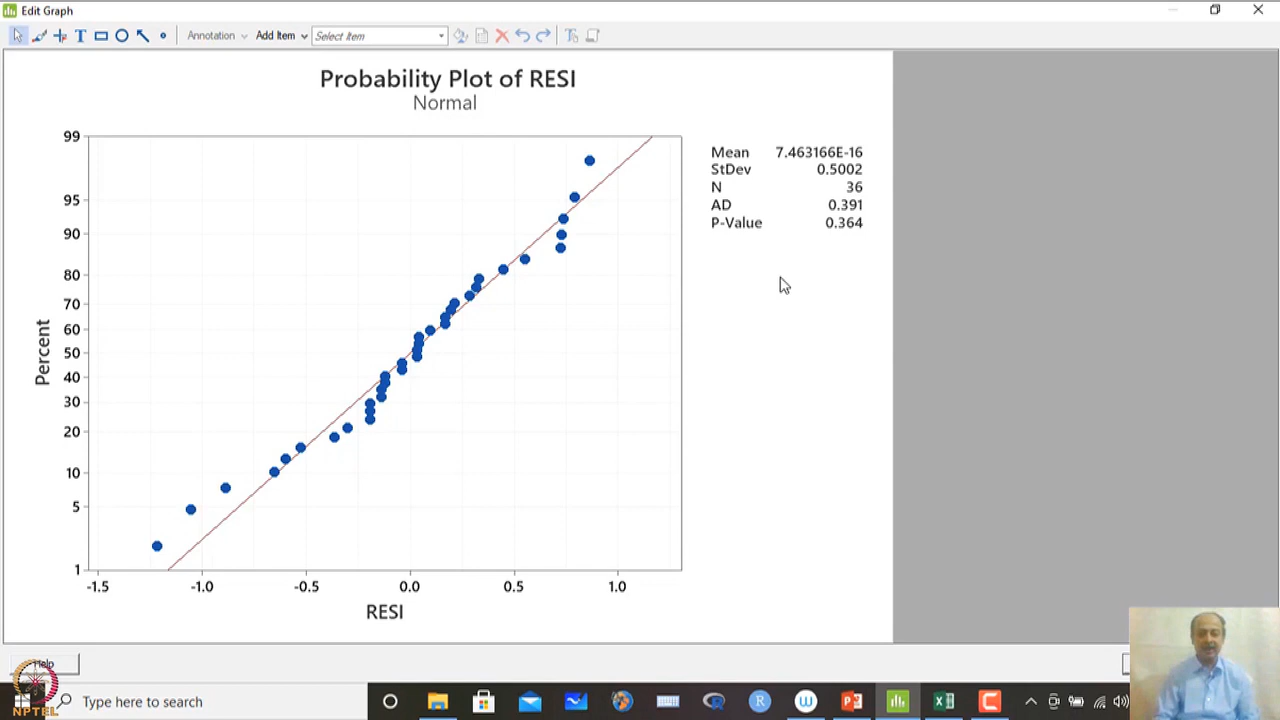 Edit Graph
Annotation Add Item Select Item
Probability Plot of RESI
Normal
99
95
90
80
70
60
50
40
30
20
10
5
1
Percent
-1.5 -1.0 -0.5 0.0 0.5 1.0
RESI
Mean 7.463166E-16
StDev 0.5002
N 36
AD 0.391
P-Value 0.364
Help
NPTEL
Type here to search